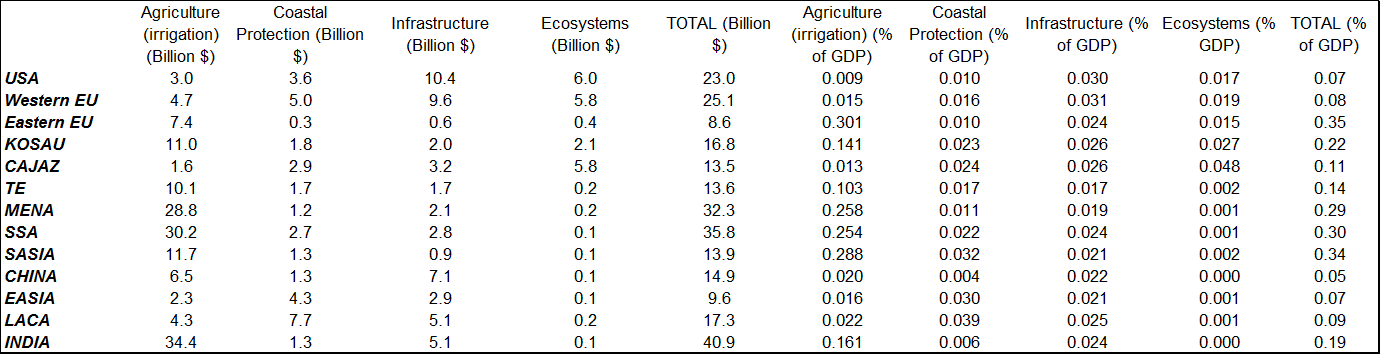 Agriculture (irrigation) (Billion $) Coastal Protection (Billion $) Infrastructure (Billion $) Ecosystems (Billion $) TOTAL (Billion $) Agriculture (irrigation) (% of GDP) Coastal Protection (% of GDP) Infrastructure (% of GDP) Ecosystems (% GDP) TOTAL (% of GDP)
USA 3.0 3.6 10.4 6.0 23.0 0.009 0.010 0.030 0.017 0.07
Western EU 4.7 5.0 9.6 5.8 25.1 0.015 0.016 0.031 0.019 0.08
Eastern EU 7.4 0.3 0.6 0.4 8.6 0.301 0.010 0.024 0.015 0.35
KOSAU 11.0 1.8 2.0 2.1 16.8 0.141 0.023 0.026 0.027 0.22
CAJAZ 1.6 2.9 3.2 5.8 13.5 0.013 0.024 0.026 0.048 0.11
TE 10.1 1.7 1.7 0.2 13.6 0.103 0.017 0.017 0.002 0.14
MENA 28.8 1.2 2.1 0.2 32.3 0.258 0.011 0.019 0.001 0.29
SSA 30.2 2.7 2.8 0.1 35.8 0.254 0.022 0.024 0.001 0.30
SASIA 11.7 1.3 0.9 0.1 13.9 0.288 0.032 0.021 0.002 0.34
CHINA 6.5 1.3 7.1 0.1 14.9 0.020 0.004 0.022 0.000 0.05
EASIA 2.3 4.3 2.9 0.1 9.6 0.016 0.030 0.021 0.001 0.07
LACA 4.3 7.7 5.1 0.2 17.3 0.022 0.039 0.025 0.001 0.09
INDIA 34.4 1.3 5.1 0.1 40.9 0.161 0.006 0.024 0.000 0.19